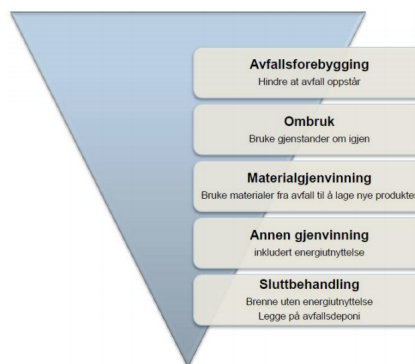 Avfallsforebygging
Hindre at avfall oppstår
Ombruk
Bruke gjenstander om igjen
Materialgjenvinning
Bruke materialer fra avfall til å lage nye produkter
Annen gjenvinning
inkludert energiutnyttelse
Sluttbehandling
Brenne uten energiutnyttelse
Legge på avfallsdeponi